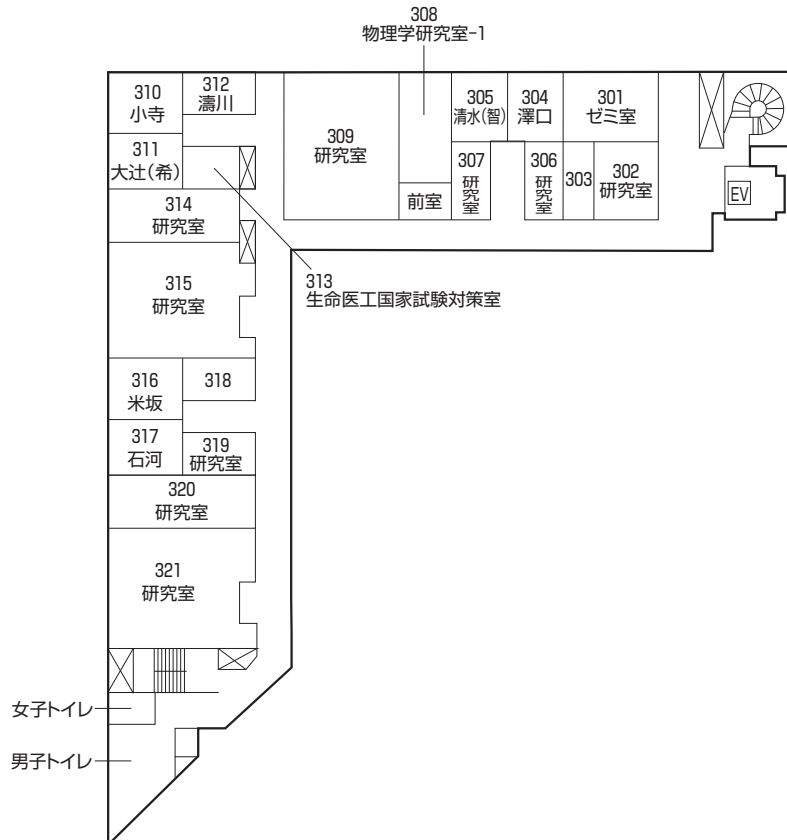 308
物理学研究室-1
310
小寺
312
濤川
309
研究室
305
清水(智)
304
澤口
301
ゼミ室
311
大辻(希)
307
研究室
306
研究室
303
302
研究室
前室
EV
314
研究室
313
生命医工国家試験対策室
315
研究室
316
米坂
318
317
石河
319
研究室
320
研究室
321
研究室
女子トイレ
男子トイレ